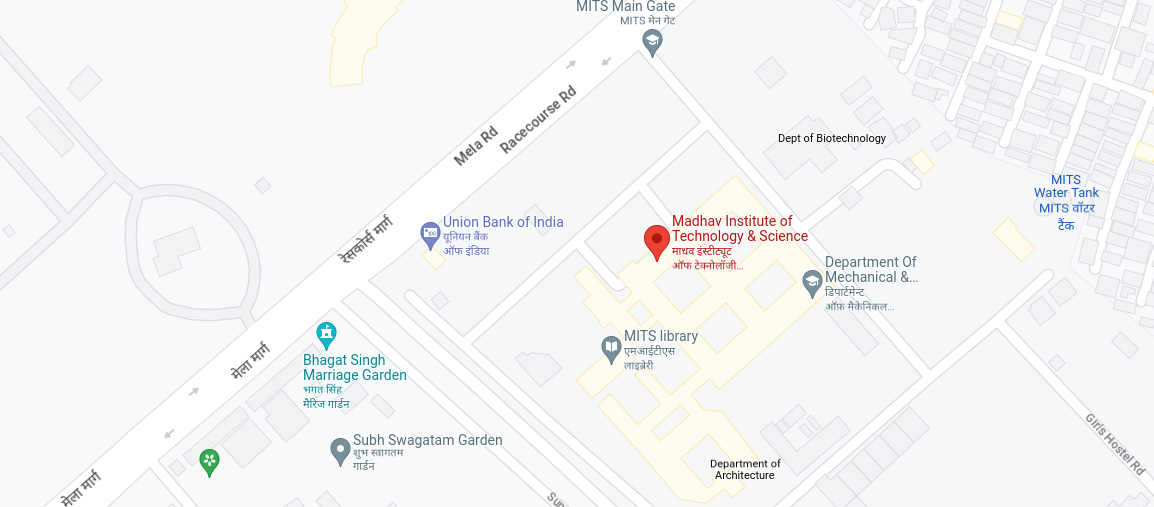 MITS Main Gate
MITS मेन गेट
Mela Rd
Racecourse Rd
Dept of Biotechnology
MITS
Water Tank
MITS वॉटर
टैंक
रेसकोर्स मार्ग
Union Bank of India
यूनियन बैंक
ऑफ इंडिया
Madhav Institute of
Technology & Science
माधव इंस्टीट्यूट
ऑफ टेक्नोलॉजी...
Department Of
Mechanical &...
डिपार्टमेन्ट
ऑफ़ मैकेनिकल...
MITS library
एमआईटीएस
लाइब्रेरी
मेला मार्ग
Bhagat Singh
Marriage Garden
भगत सिंह
मैरिज गार्डन
Subh Swagatam Garden
शुभ स्वागतम
गार्डन
Girls Hostel Rd
Department of
Architecture
मेला मार्ग